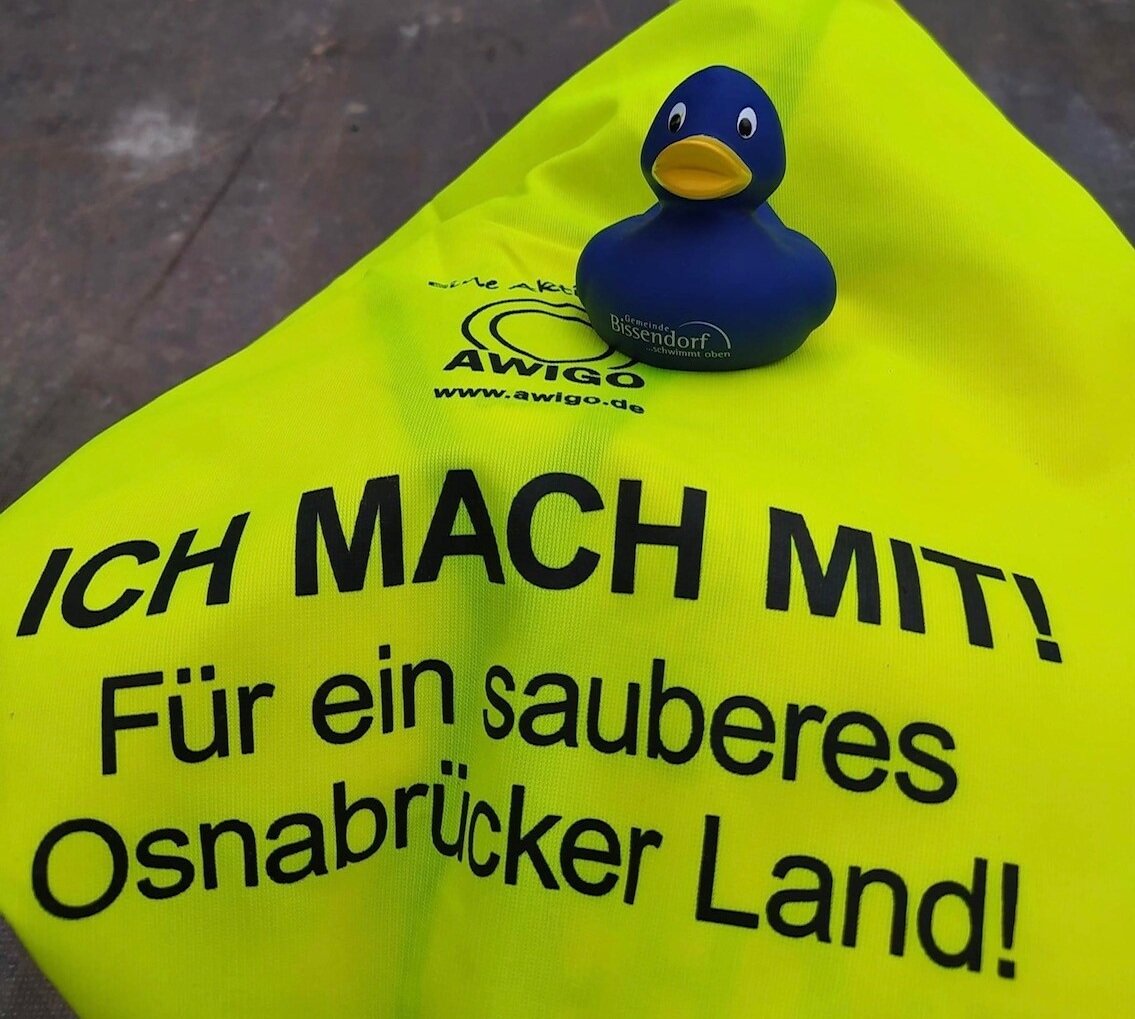 Gemeinde
Bissendorf
...schwimmt oben
AWIGO
www.awigo.de
ICH MACH MIT!
Für ein sauberes
Osnabrücker Land!